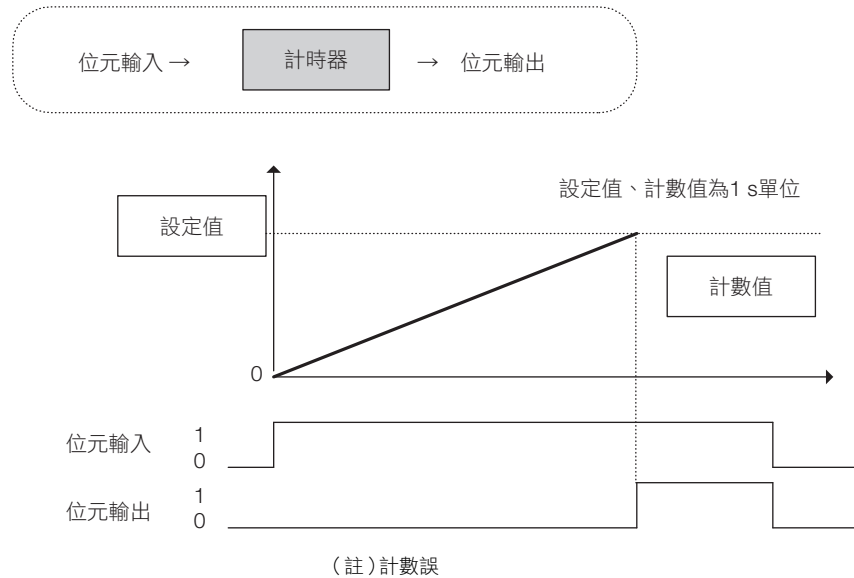 位元輸入→ 計時器 → 位元輸出
設定值、計數值為1 s單位
設定值
計數值
0
位元輸入 1
0
位元輸出 1
0
（註）計數誤